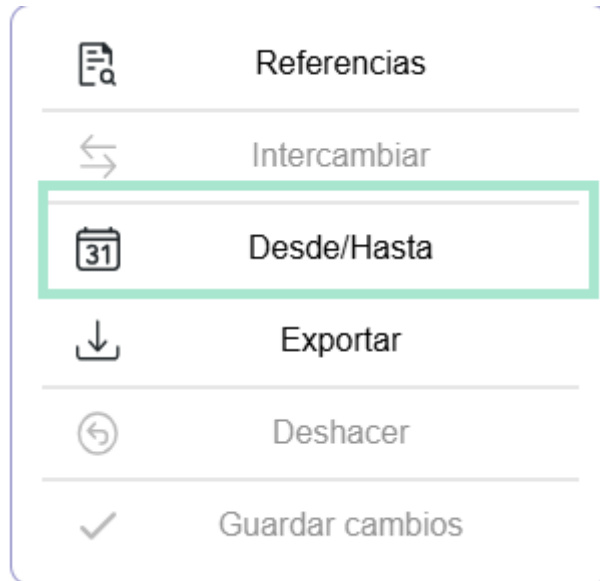 Referencias
Intercambiar
31 Desde/Hasta
Exportar
Deshacer
Guardar cambios